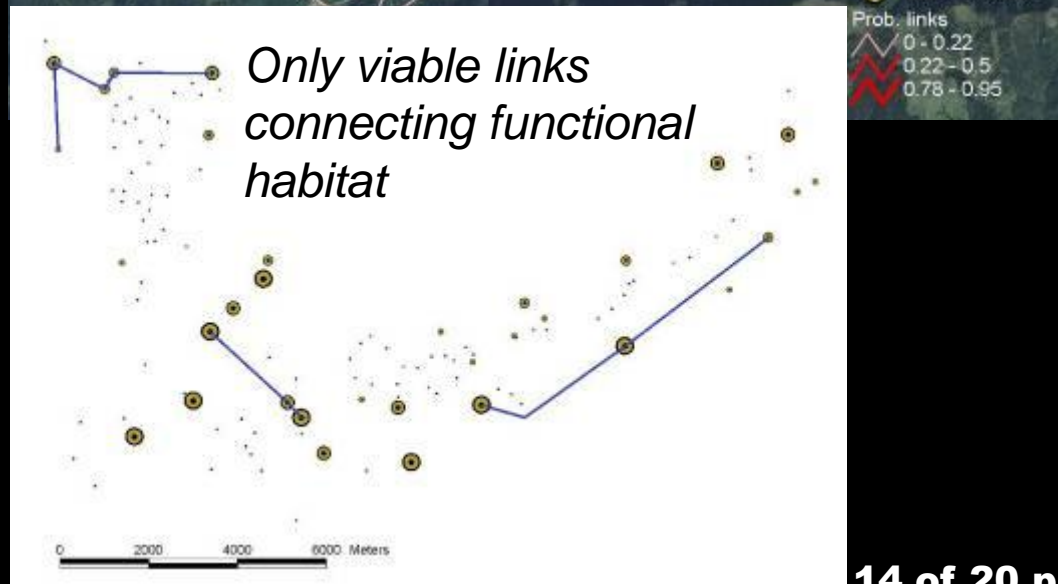 Prob. links
0 - 0.22
0.22 - 0.5
0.78 - 0.95
Only viable links
connecting functional
habitat
0 2000 4000 6000 Meters
14 of 20 n